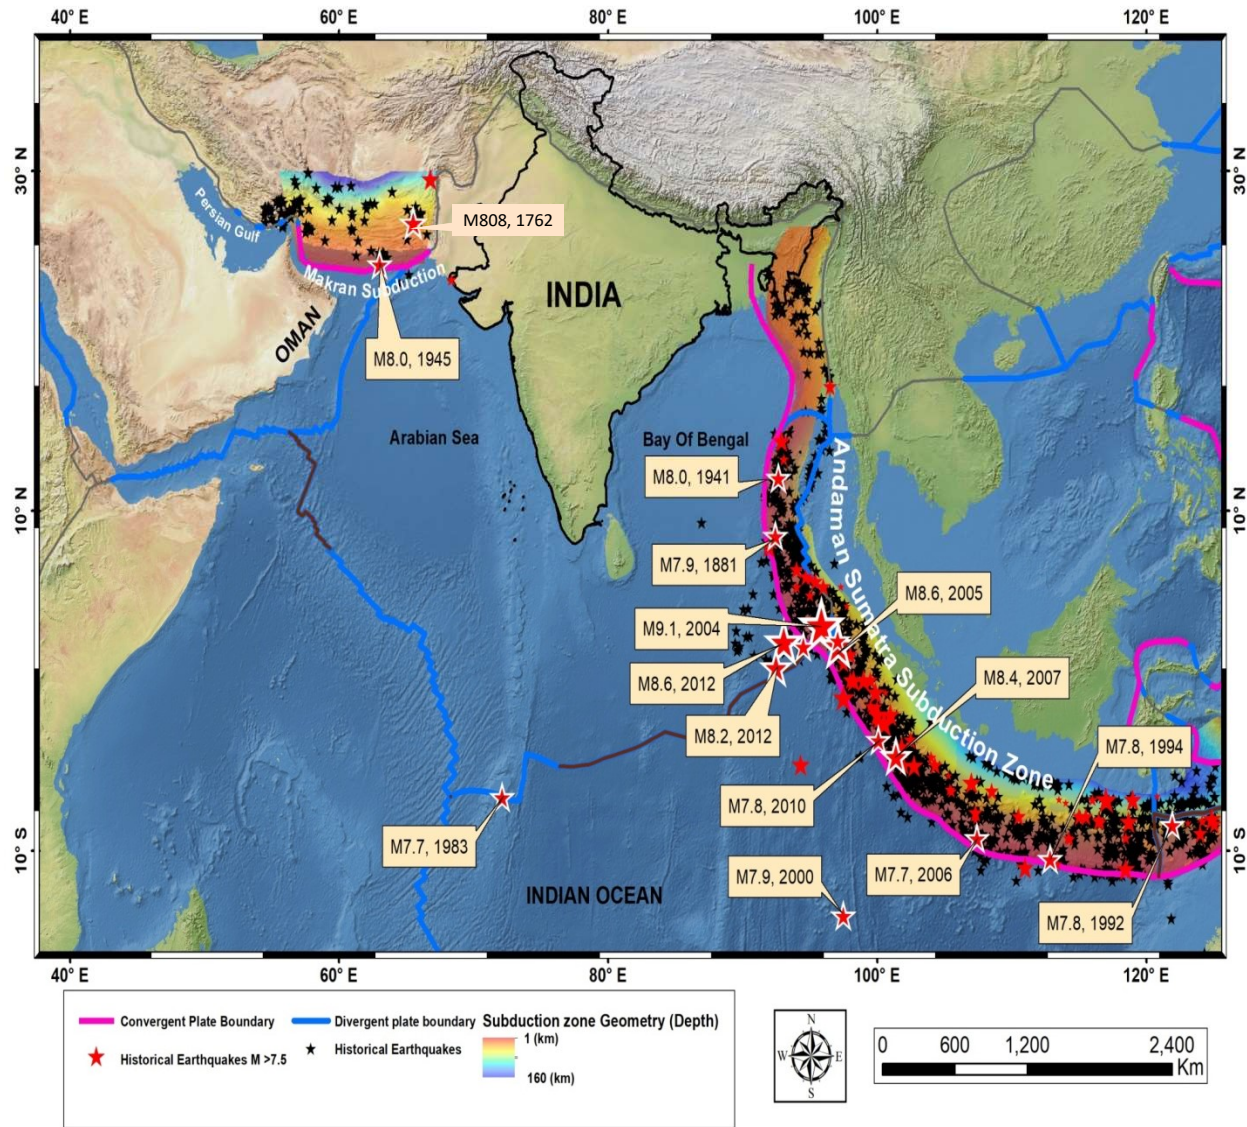 40° E 60° E 80° E 100° E 120° E
30° N
30° N
Persian Gulf
M808, 1762
Makran Subduction
OMAN
INDIA
M8.0, 1945
Arabian Sea
Bay Of Bengal
Andaman Sumatra Subduction Zone
M8.0, 1941
10° N
10° N
M7.9, 1881
M8.6, 2005
M9.1, 2004
M8.6, 2012
M8.4, 2007
M8.2, 2012
M7.8, 1994
M7.8, 2010
M7.7, 1983
10° S
10° S
M7.9, 2000
M7.7, 2006
INDIAN OCEAN
M7.8, 1992
40° E 60° E 80° E 100° E 120° E
Convergent Plate Boundary Divergent plate boundary Subduction zone Geometry (Depth)
Historical Earthquakes M >7.5 Historical Earthquakes
1 (km)
160 (km)
N
W E
S
0 600 1,200 2,400
Km